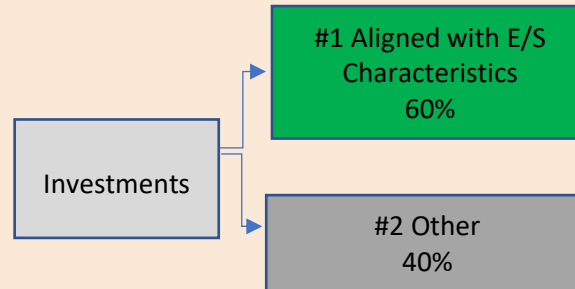 #1 Aligned with E/S
Characteristics
60%
Investments
#2 Other
40%